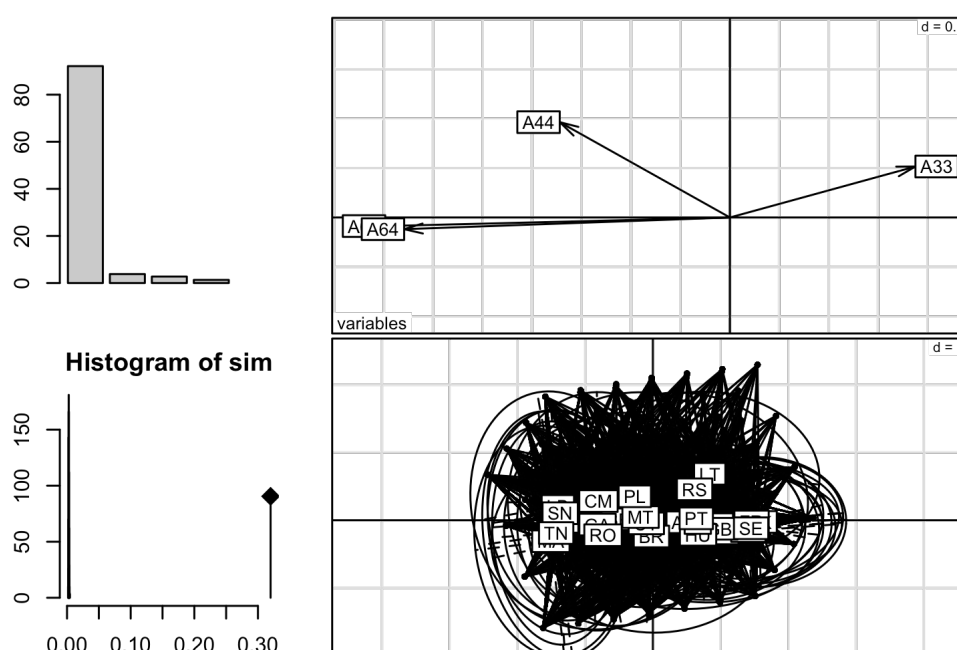 80
60
40
20
0
d = 0.
A44
A33
A64
variables
Histogram of sim
150
100
50
0
0.00 0.10 0.20 0.30
d =
LT
RS
PL
CM
SN
MT
PT
TN
RO
BR
HU
SE